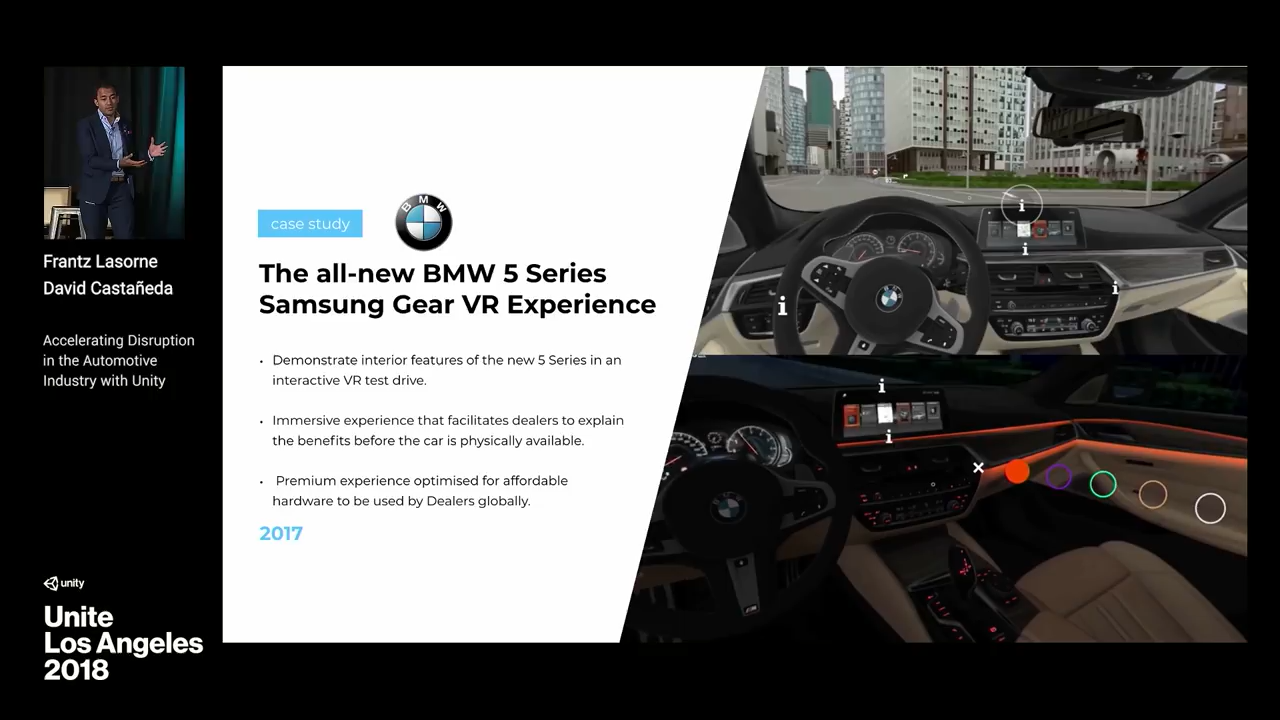 Frantz Lasorne
David Castañeda
Accelerating Disruption
in the Automotive
Industry with Unity
unity
Unite
Los Angeles
2018
case study
BMW
The all-new BMW 5 Series
Samsung Gear VR Experience
• Demonstrate interior features of the new 5 Series in an
interactive VR test drive.
• Immersive experience that facilitates dealers to explain
the benefits before the car is physically available.
• Premium experience optimised for affordable
hardware to be used by Dealers globally.
2017
i
i
i
i
i
i